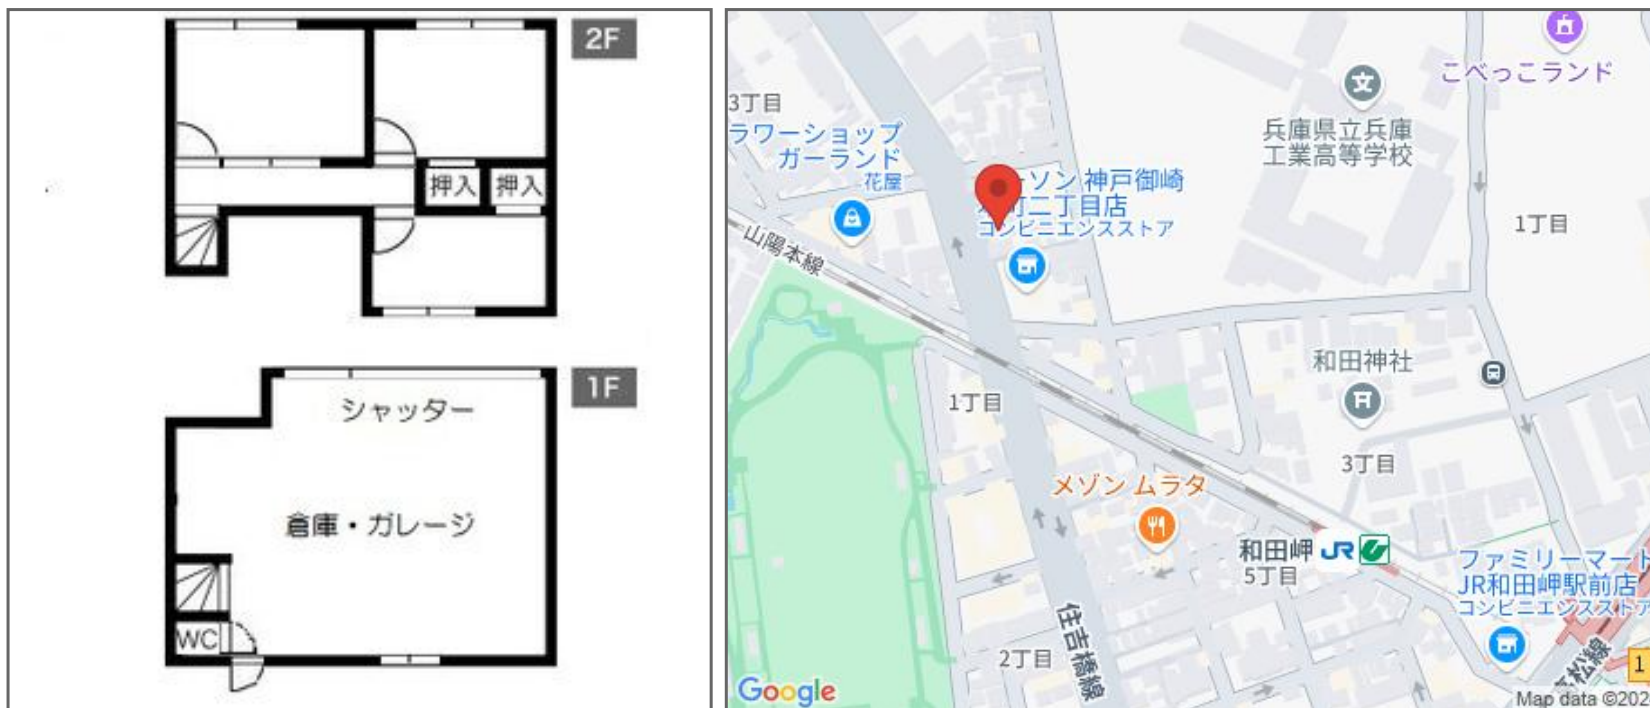 2F
押入
押入
1F
シャッター
倉庫・ガレージ
WC
こべっこランド
3丁目
兵庫県立兵庫
工業高等学校
ラワーショップ
ガーランド
花屋
ーソン 神戸御崎
町二丁目店
コンビニエンスストア
1丁目
山陽本線
和田神社
1丁目
3丁目
メゾン ムラタ
和田岬 JR
5丁目
ファミリーマート
JR和田岬駅前店
コンビニエンスストア
住吉橋線
2丁目
高松線
1
Google
Map data ©202